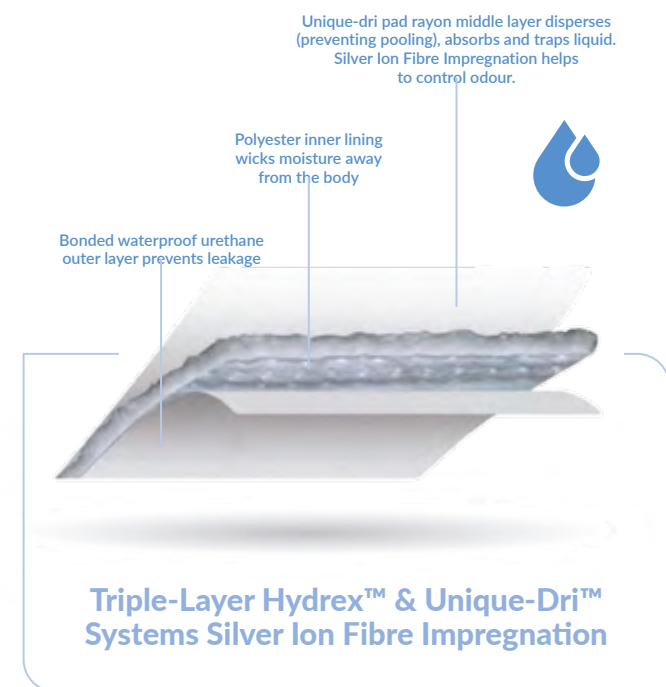 Unique-dri pad rayon middle layer disperses
(preventing pooling), absorbs and traps liquid.
Silver Ion Fibre Impregnation helps
to control odour.
Polyester inner lining
wicks moisture away
from the body
Bonded waterproof urethane
outer layer prevents leakage
Triple-Layer Hydrex™ & Unique-Dri™
Systems Silver Ion Fibre Impregnation